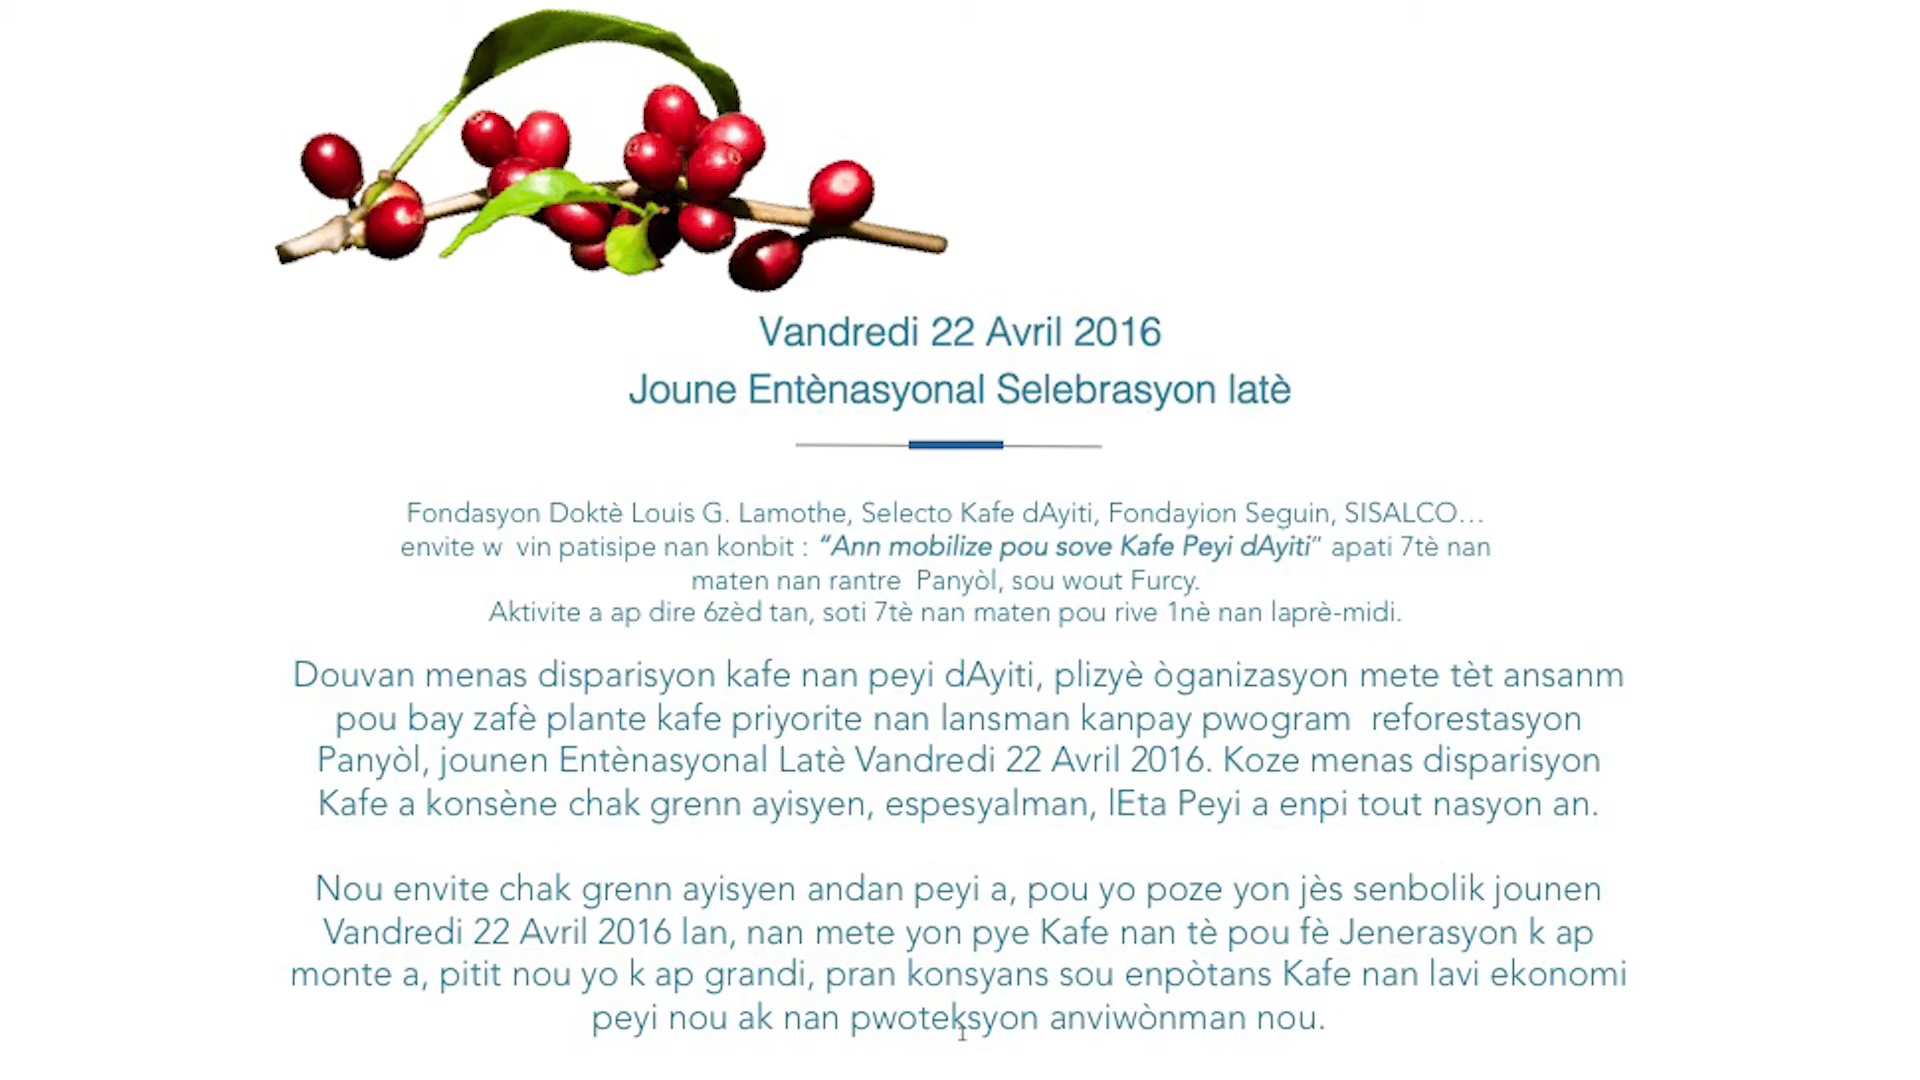 Vandredi 22 Avril 2016
Joune Entènasyonal Selebrasyon latè
Fondasyon Doktè Louis G. Lamothe, Selecto Kafe dAyiti, Fondayion Seguin, SISALCO...
envite w vin patisipe nan konbit : “Ann mobilize pou sove Kafe Peyi dAyiti” apati 7tè nan
maten nan rantre Panyòl, sou wout Furcy.
Aktivite a ap dire 6zèd tan, soti 7tè nan maten pou rive 1nè nan laprè-midi.
Douvan menas disparisyon kafe nan peyi dAyiti, plizyè òganizasyon mete tèt ansanm
pou bay zafè plante kafe priyorite nan lansman kanpay pwogram reforestasyon
Panyòl, jounen Entènasyonal Latè Vandredi 22 Avril 2016. Koze menas disparisyon
Kafe a konsène chak grenn ayisyen, espesyalman, lEta Peyi a enpi tout nasyon an.
Nou envite chak grenn ayisyen andan peyi a, pou yo poze yon jès senbolik jounen
Vandredi 22 Avril 2016 lan, nan mete yon pye Kafe nan tè pou fè Jenerasyon k ap
monte a, pitit nou yo k ap grandi, pran konsyans sou enpòtans Kafe nan lavi ekonomi
peyi nou ak nan pwoteksyon anviwònman nou.